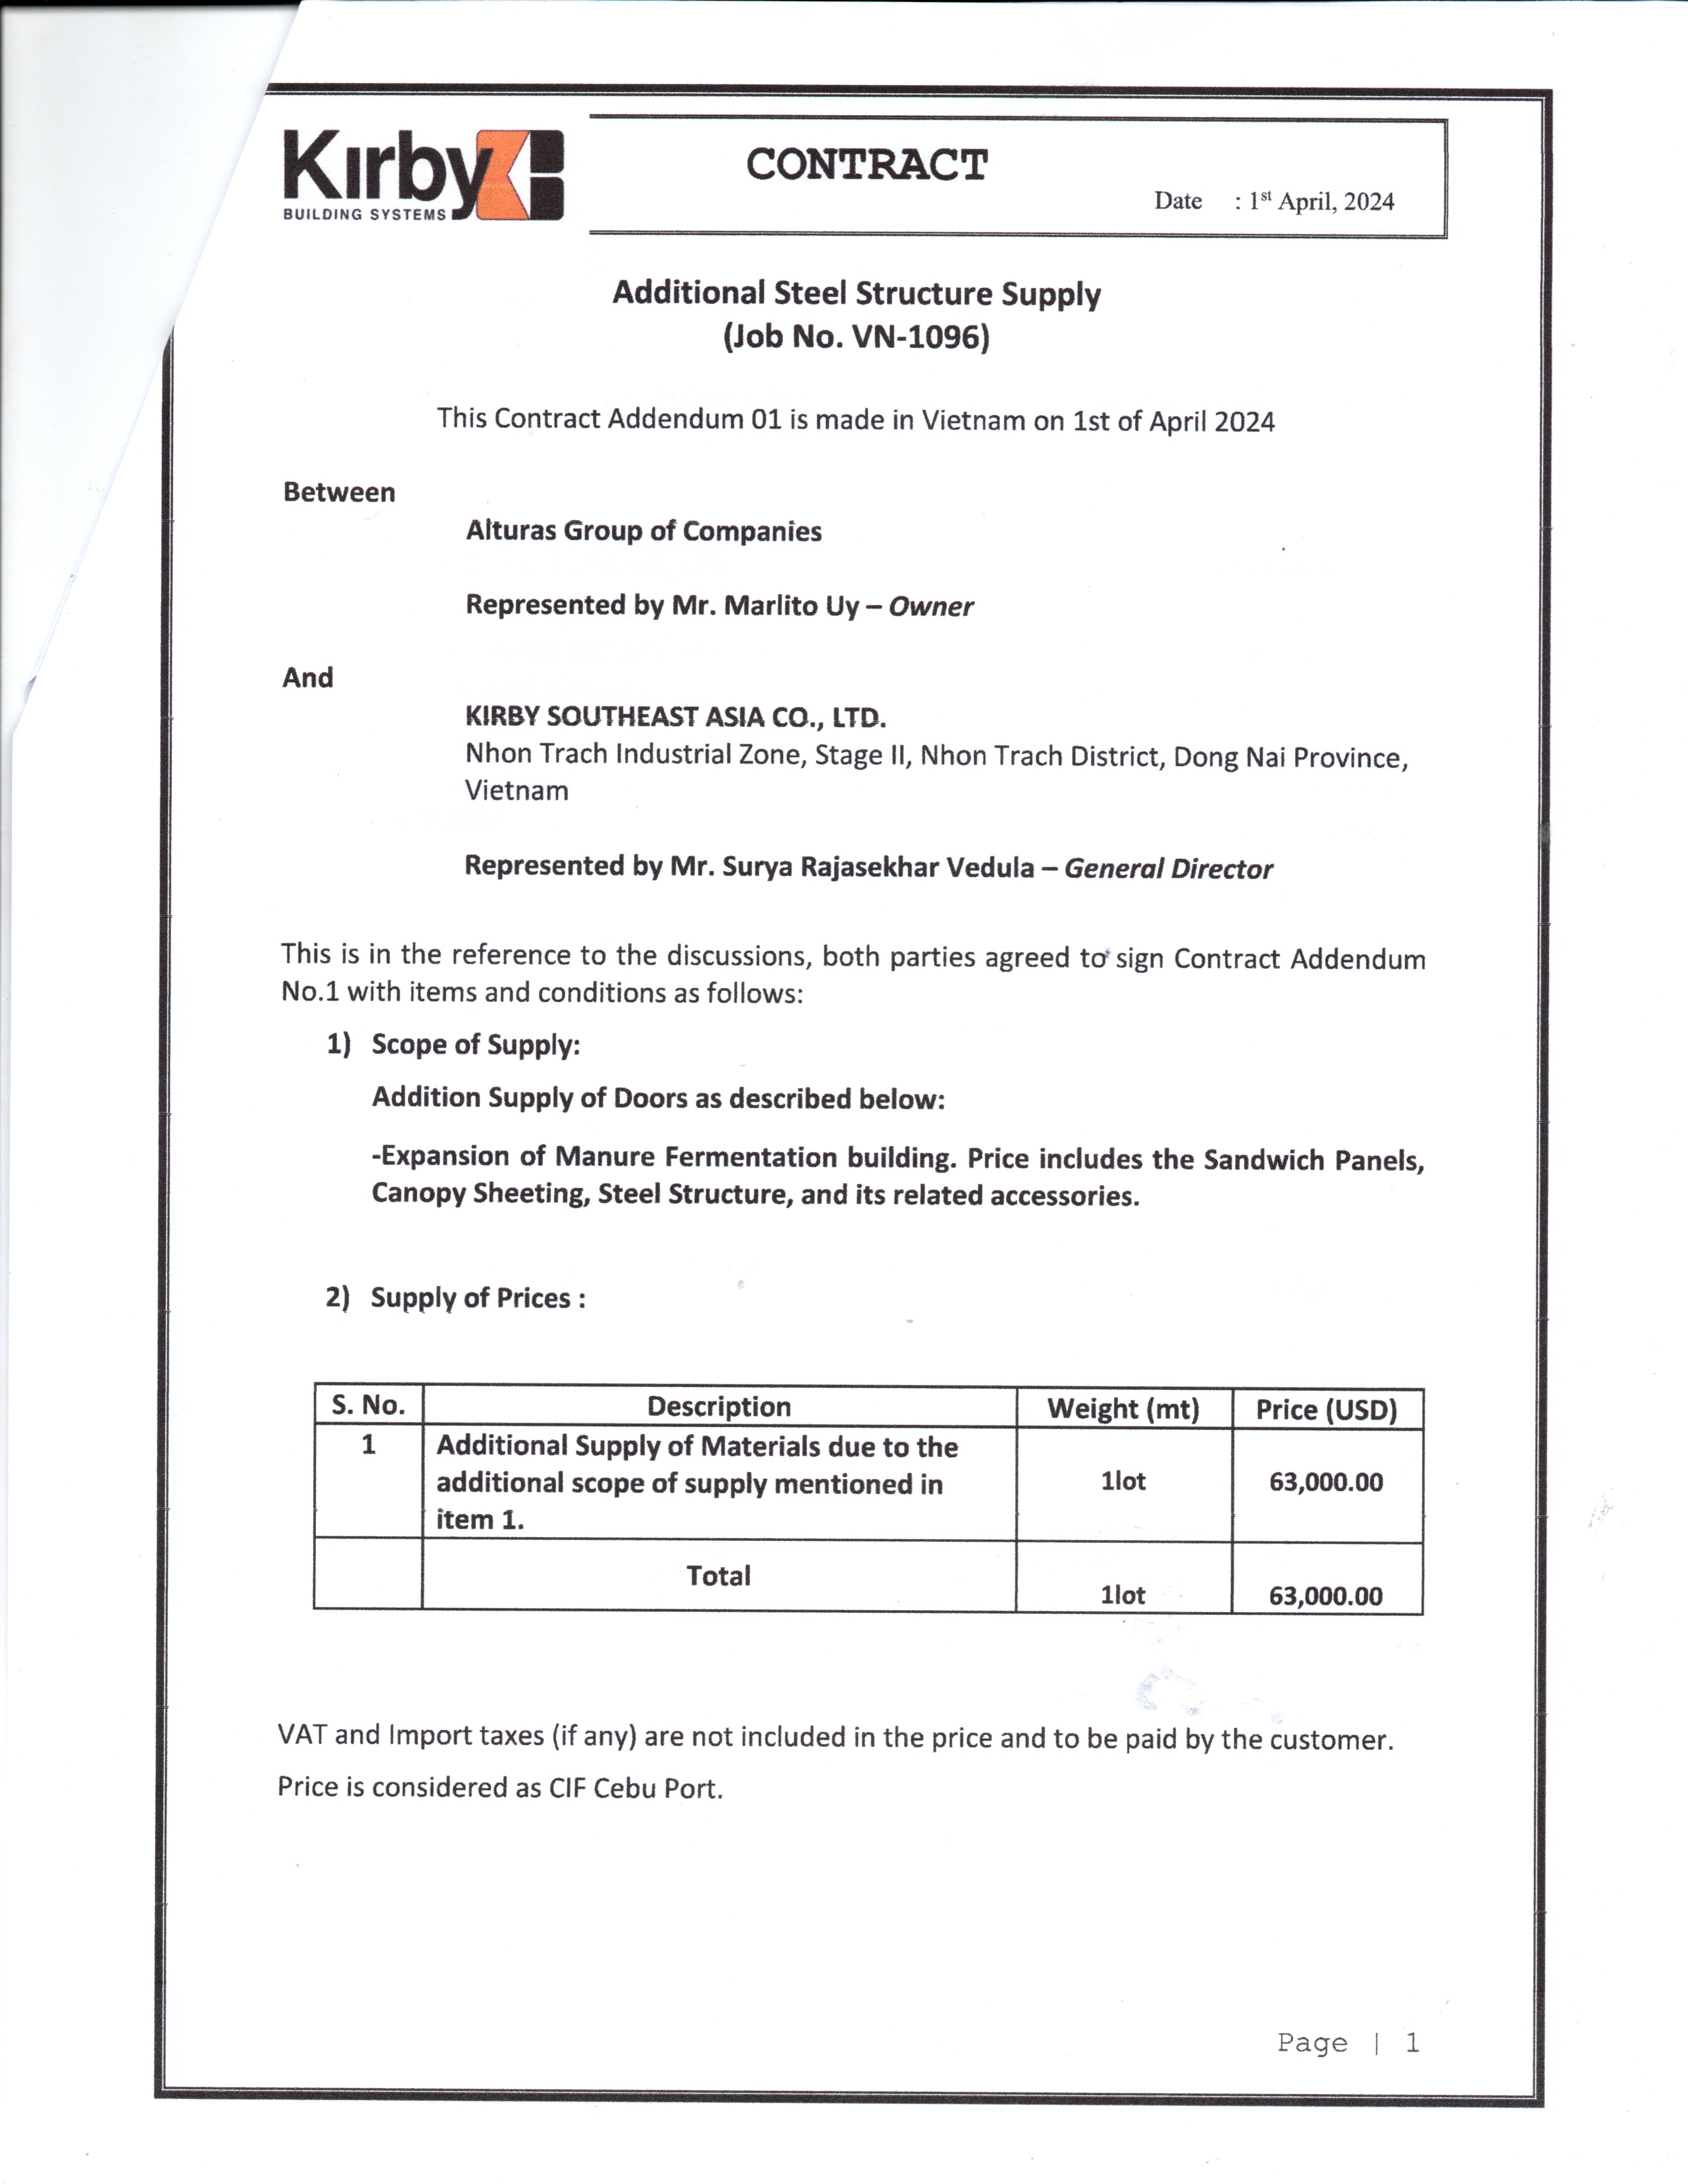 Kirby
BUILDING SYSTEMS
CONTRACT
Date : 1st April, 2024
Additional Steel Structure Supply
(Job No. VN-1096)
This Contract Addendum 01 is made in Vietnam on 1st of April 2024
Between
Alturas Group of Companies
Represented by Mr. Marlito Uy – Owner
And
KIRBY SOUTHEAST ASIA CO., LTD.
Nhon Trach Industrial Zone, Stage II, Nhon Trach District, Dong Nai Province,
Vietnam
Represented by Mr. Surya Rajasekhar Vedula – General Director
This is in the reference to the discussions, both parties agreed to sign Contract Addendum
No.1 with items and conditions as follows:
1) Scope of Supply:
Addition Supply of Doors as described below:
-Expansion of Manure Fermentation building. Price includes the Sandwich Panels,
Canopy Sheeting, Steel Structure, and its related accessories.
2) Supply of Prices :
S. No. Description Weight (mt) Price (USD)
1 Additional Supply of Materials due to the
additional scope of supply mentioned in 1lot 63,000.00
item 1.
Total 1lot 63,000.00
VAT and Import taxes (if any) are not included in the price and to be paid by the customer.
Price is considered as CIF Cebu Port.
Page | 1